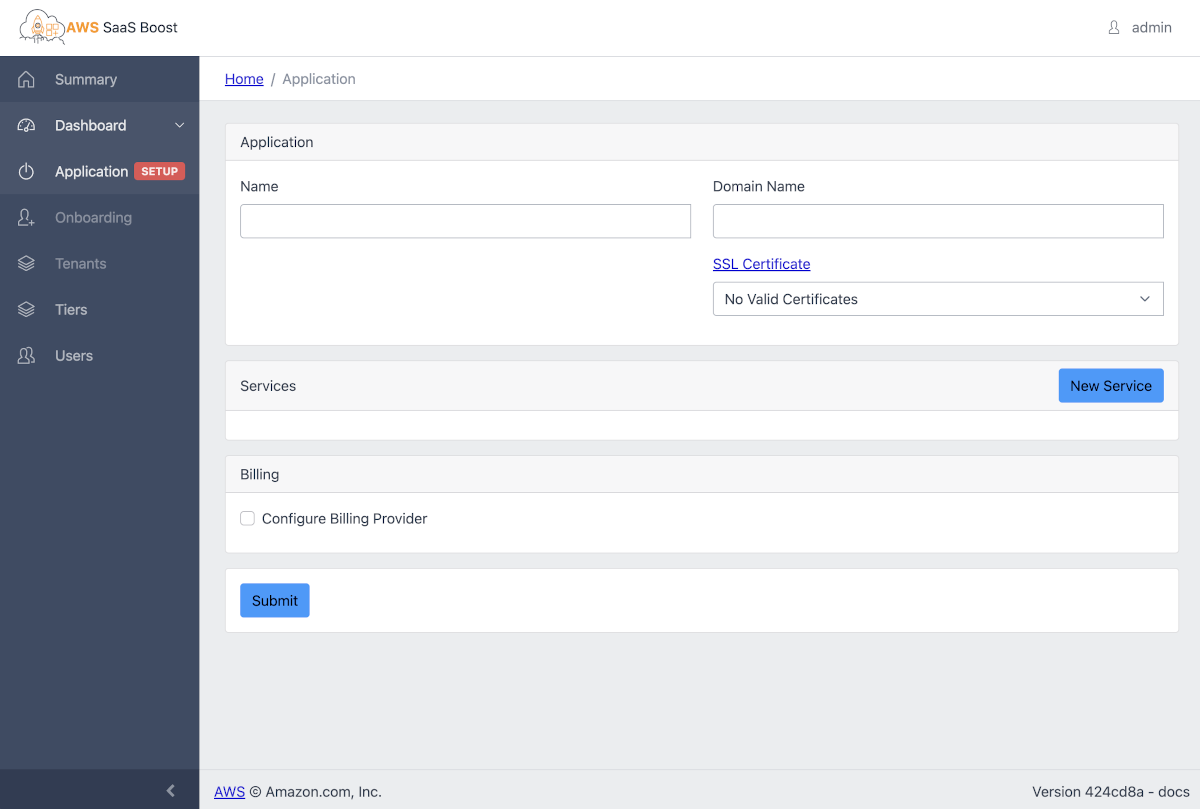 AWS SaaS Boost
admin
Summary
Dashboard
Application SETUP
Onboarding
Tenants
Tiers
Users
Home / Application
Application
Name
Domain Name
SSL Certificate
No Valid Certificates
Services
New Service
Billing
Configure Billing Provider
Submit
AWS © Amazon.com, Inc.
Version 424cd8a - docs